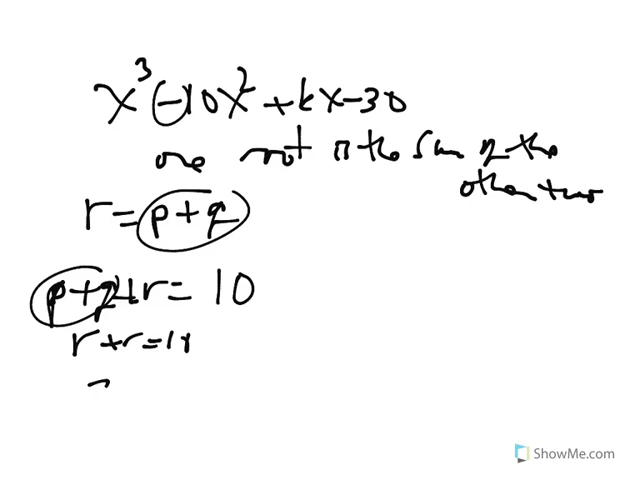 x³ - 10x² + kx - 30
one root is the sum of the
other two
r = p + q
p + q + r = 10
r + r = 10
ShowMe.com